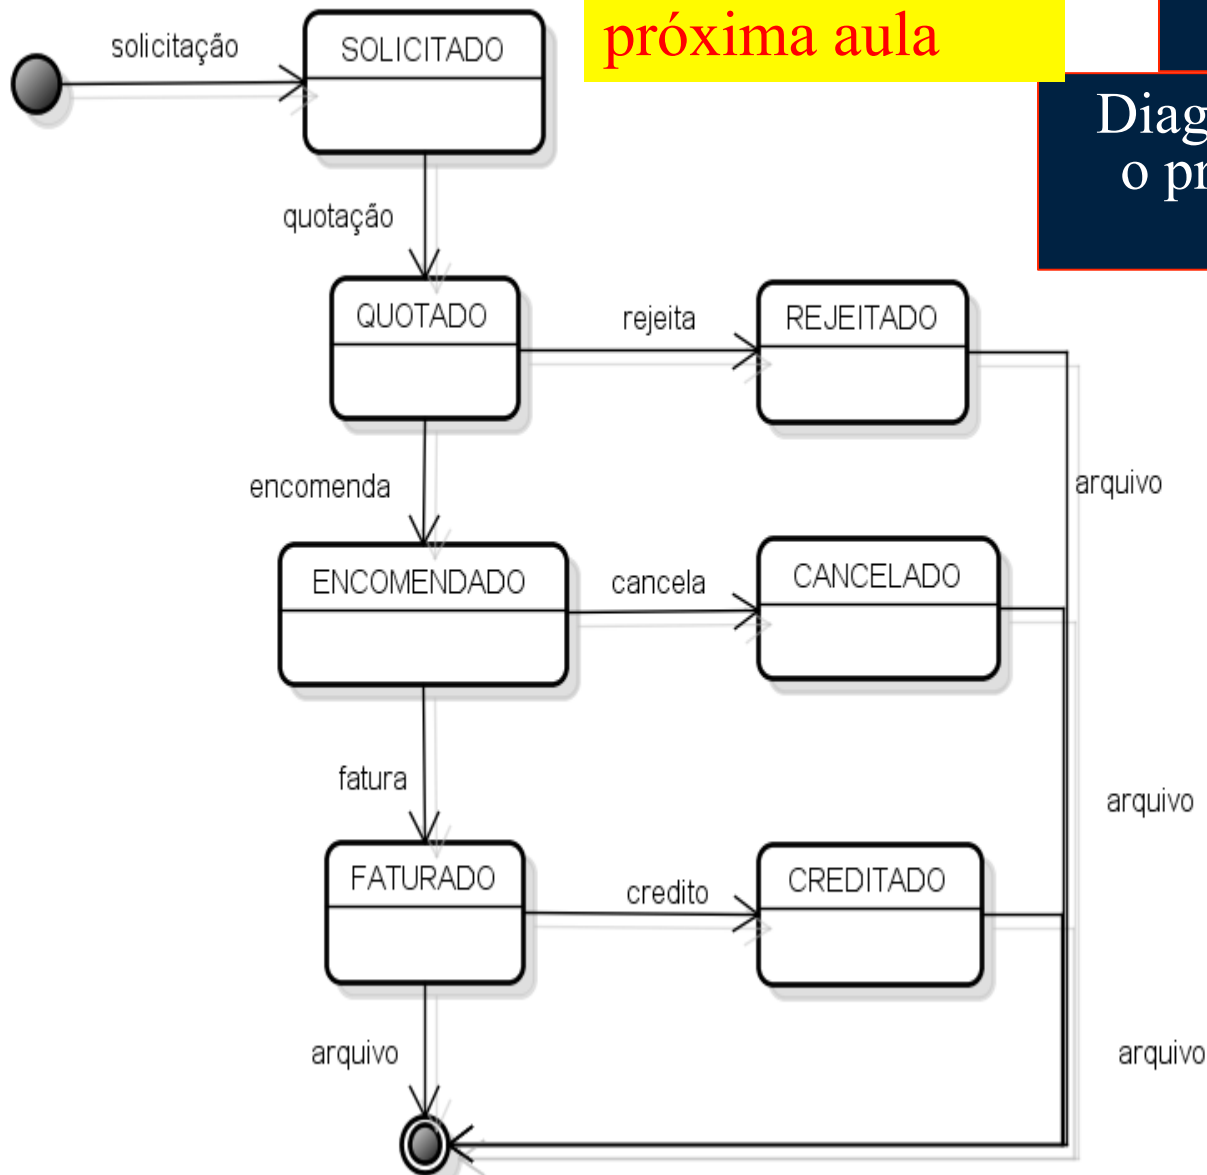 próxima aula
Diag
o pr
solicitação
SOLICITADO
quotação
QUOTADO
rejeita
REJEITADO
encomenda
arquivo
ENCOMENDADO
cancela
CANCELADO
fatura
arquivo
FATURADO
credito
CREDITADO
arquivo
arquivo